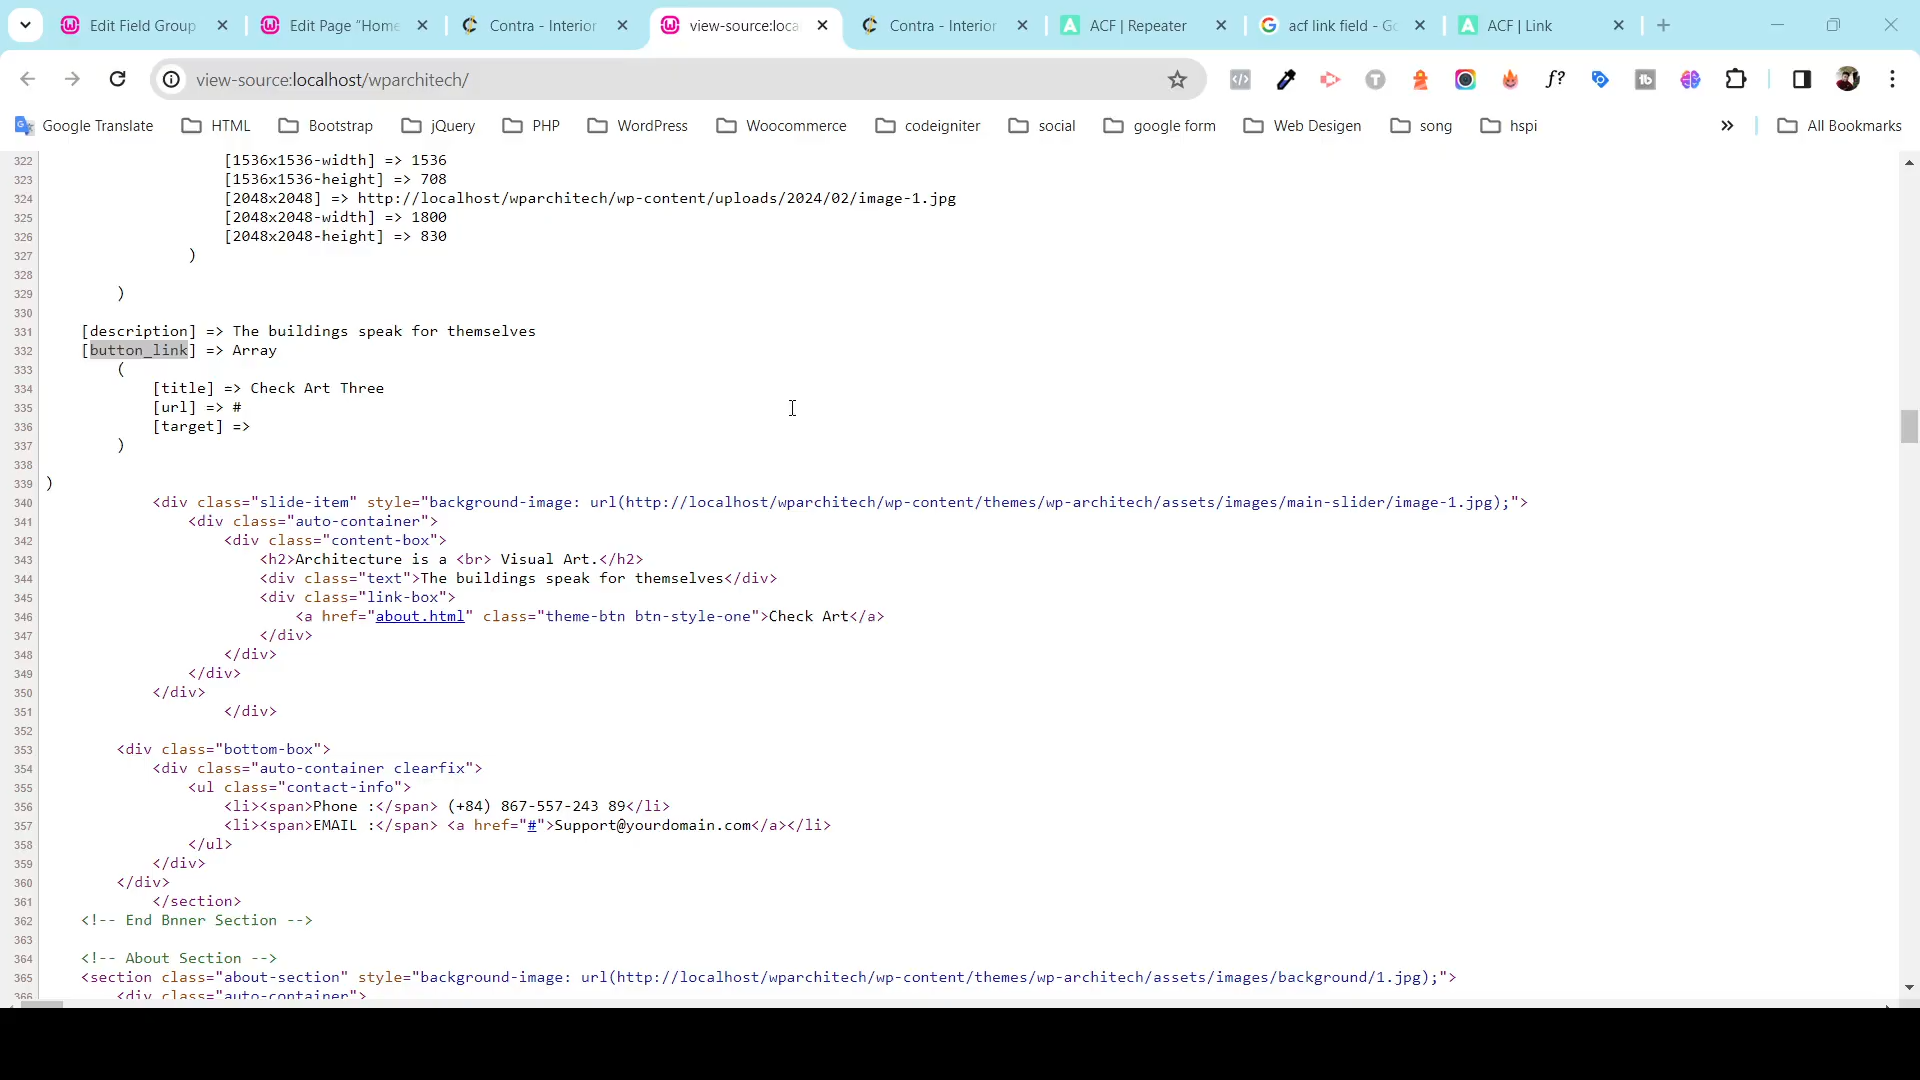 Edit Field Group
Edit Page “Home
Contra - Interior
view-source:loca
Contra - Interior
ACF | Repeater
acf link field - Go
ACF | Link
view-source:localhost/wparchitech/
Google Translate
HTML
Bootstrap
jQuery
PHP
WordPress
Woocommerce
codeigniter
social
google form
Web Desigen
song
hspi
All Bookmarks
322 [1536x1536-width] => 1536
323 [1536x1536-height] => 708
324 [2048x2048] => http://localhost/wparchitech/wp-content/uploads/2024/02/image-1.jpg
325 [2048x2048-width] => 1800
326 [2048x2048-height] => 830
327 )
328
329 )
330
331 [description] => The buildings speak for themselves
332 [button_link] => Array
333 (
334 [title] => Check Art Three
335 [url] => #
336 [target] =>
337 )
338
339 )
340 <div class="slide-item" style="background-image: url(http://localhost/wparchitech/wp-content/themes/wp-architech/assets/images/main-slider/image-1.jpg);">
341 <div class="auto-container">
342 <div class="content-box">
343 <h2>Architecture is a <br> Visual Art.</h2>
344 <div class="text">The buildings speak for themselves</div>
345 <div class="link-box">
346 <a href="about.html" class="theme-btn btn-style-one">Check Art</a>
347 </div>
348 </div>
349 </div>
350 </div>
351 </div>
352
353 <div class="bottom-box">
354 <div class="auto-container clearfix">
355 <ul class="contact-info">
356 <li><span>Phone :</span> (+84) 867-557-243 89</li>
357 <li><span>EMAIL :</span> <a href="#">Support@yourdomain.com</a></li>
358 </ul>
359 </div>
360 </div>
361 </section>
362 <!-- End Bnner Section -->
363
364 <!-- About Section -->
365 <section class="about-section" style="background-image: url(http://localhost/wparchitech/wp-content/themes/wp-architech/assets/images/background/1.jpg);">
366 <div class="auto-container">